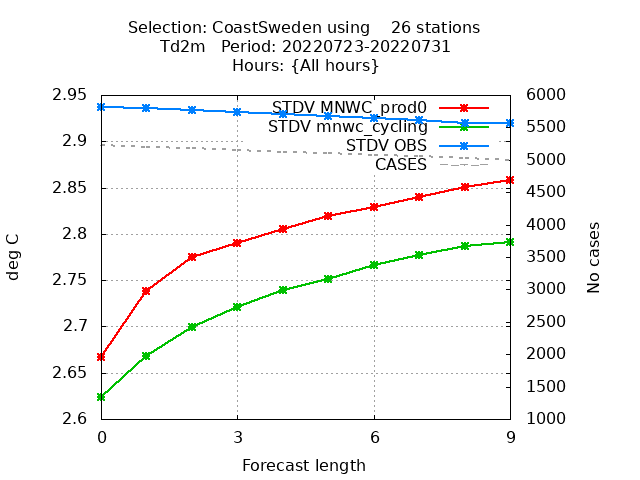 Selection: CoastSweden using    26 stations
Td2m   Period: 20220723-20220731
Hours: {All hours}
2.95
2.9
2.85
2.8
2.75
2.7
2.65
2.6
deg C
6000
5500
5000
4500
4000
3500
3000
2500
2000
1500
1000
No cases
STDV MNWC_prod0
STDV mnwc_cycling
STDV OBS
CASES
0 3 6 9
Forecast length